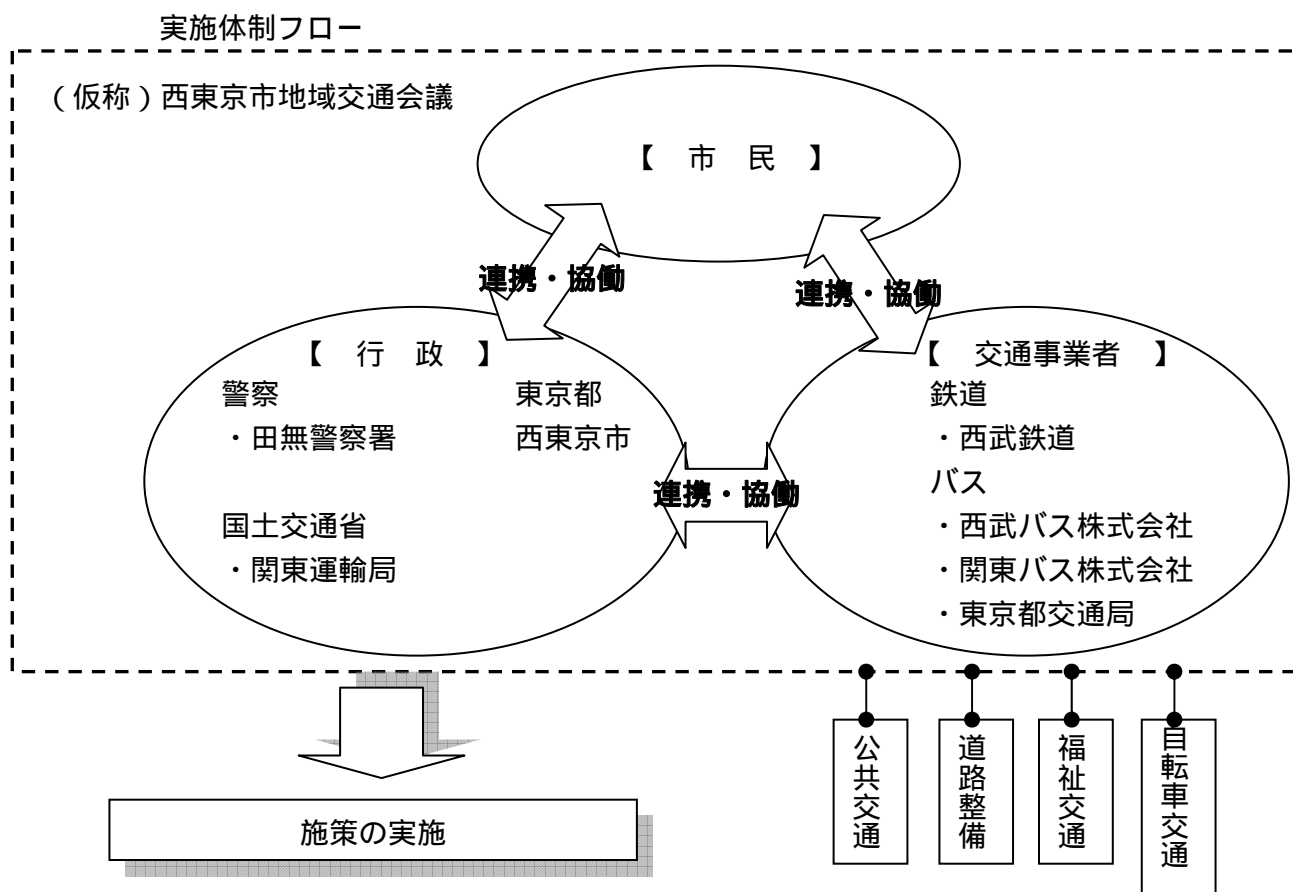 実施体制フロー
（仮称）西東京市地域交通会議
【　市　民　】
連携・協働
連携・協働
【　行　政　】
警察
・田無警察署
国土交通省
・関東運輸局
東京都
西東京市
連携・協働
【　交通事業者　】
鉄道
・西武鉄道
バス
・西武バス株式会社
・関東バス株式会社
・東京都交通局
施策の実施
公共交通
道路整備
福祉交通
自転車交通